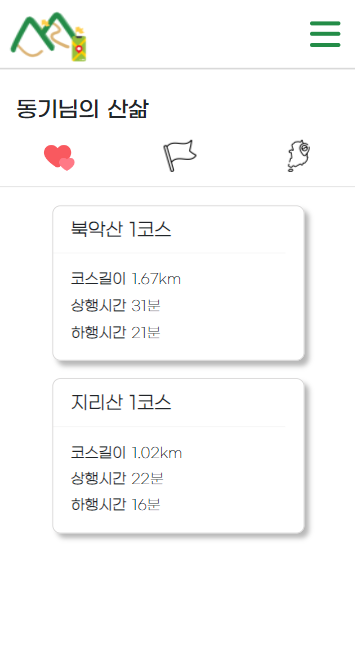 동기님의 산삶
북악산 1코스
코스길이 1.67km
상행시간 31분
하행시간 21분
지리산 1코스
코스길이 1.02km
상행시간 22분
하행시간 16분